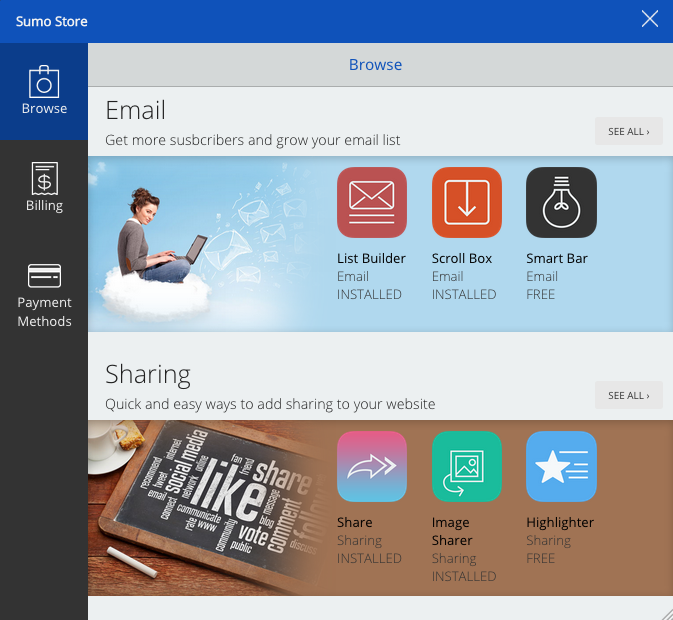 Sumo Store
Browse
Browse
Billing
Payment
Methods
Email
Get more susbcribers and grow your email list
SEE ALL ›
List Builder
Email
INSTALLED
Scroll Box
Email
INSTALLED
Smart Bar
Email
FREE
Sharing
Quick and easy ways to add sharing to your website
SEE ALL ›
recommend
tweet
email
internet
social media
connect
network
online
like
fan
friend
share
communicate
rate
www
message
blog
comment
community
vote
public
discuss
Share
Sharing
INSTALLED
Image
Sharer
Sharing
INSTALLED
Highlighter
Sharing
FREE